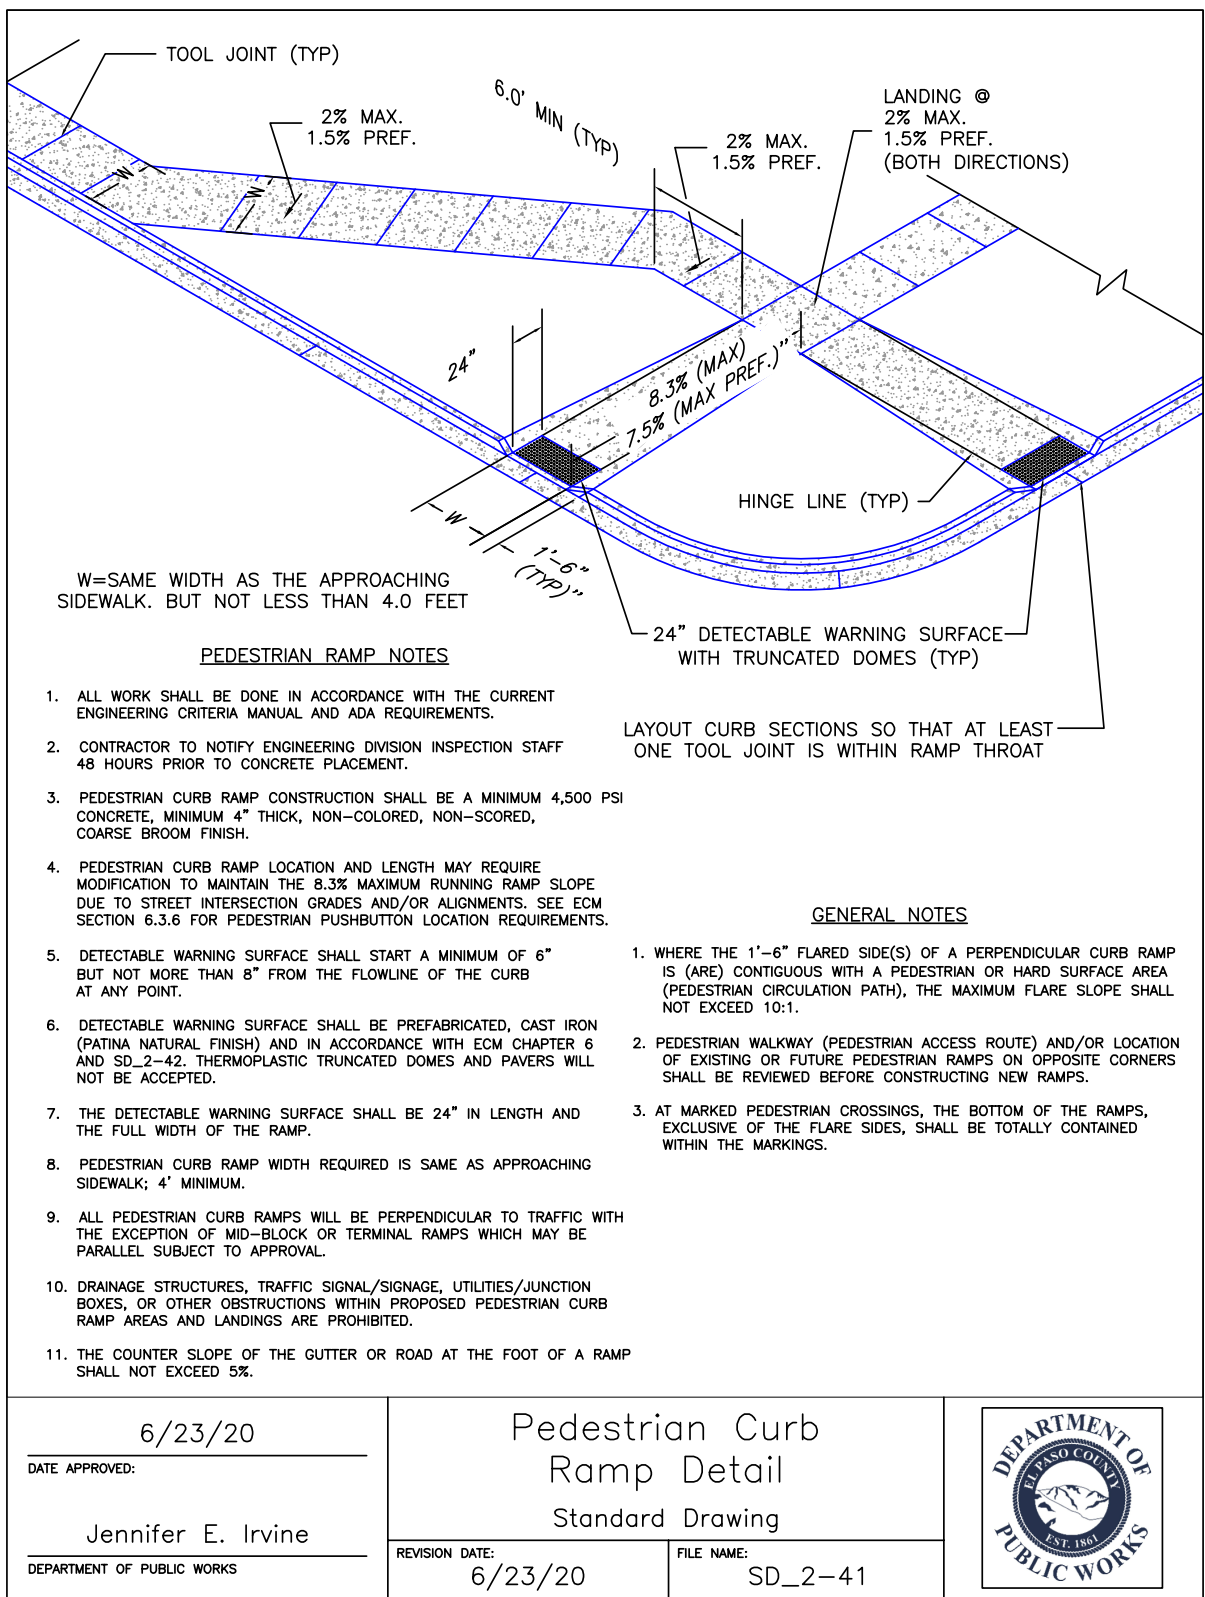 TOOL JOINT (TYP)
2% MAX.
1.5% PREF.
6.0' MIN (TYP)
2% MAX.
1.5% PREF.
LANDING @
2% MAX.
1.5% PREF.
(BOTH DIRECTIONS)
W
W
24"
8.3% (MAX)
7.5% (MAX PREF.)"
HINGE LINE (TYP)
W
1'-6"
(TYP)"
W=SAME WIDTH AS THE APPROACHING
SIDEWALK. BUT NOT LESS THAN 4.0 FEET
24" DETECTABLE WARNING SURFACE
WITH TRUNCATED DOMES (TYP)
LAYOUT CURB SECTIONS SO THAT AT LEAST
ONE TOOL JOINT IS WITHIN RAMP THROAT
PEDESTRIAN RAMP NOTES
1. ALL WORK SHALL BE DONE IN ACCORDANCE WITH THE CURRENT
ENGINEERING CRITERIA MANUAL AND ADA REQUIREMENTS.
2. CONTRACTOR TO NOTIFY ENGINEERING DIVISION INSPECTION STAFF
48 HOURS PRIOR TO CONCRETE PLACEMENT.
3. PEDESTRIAN CURB RAMP CONSTRUCTION SHALL BE A MINIMUM 4,500 PSI
CONCRETE, MINIMUM 4" THICK, NON-COLORED, NON-SCORED,
COARSE BROOM FINISH.
4. PEDESTRIAN CURB RAMP LOCATION AND LENGTH MAY REQUIRE
MODIFICATION TO MAINTAIN THE 8.3% MAXIMUM RUNNING RAMP SLOPE
DUE TO STREET INTERSECTION GRADES AND/OR ALIGNMENTS. SEE ECM
SECTION 6.3.6 FOR PEDESTRIAN PUSHBUTTON LOCATION REQUIREMENTS.
5. DETECTABLE WARNING SURFACE SHALL START A MINIMUM OF 6"
BUT NOT MORE THAN 8" FROM THE FLOWLINE OF THE CURB
AT ANY POINT.
6. DETECTABLE WARNING SURFACE SHALL BE PREFABRICATED, CAST IRON
(PATINA NATURAL FINISH) AND IN ACCORDANCE WITH ECM CHAPTER 6
AND SD_2-42. THERMOPLASTIC TRUNCATED DOMES AND PAVERS WILL
NOT BE ACCEPTED.
7. THE DETECTABLE WARNING SURFACE SHALL BE 24" IN LENGTH AND
THE FULL WIDTH OF THE RAMP.
8. PEDESTRIAN CURB RAMP WIDTH REQUIRED IS SAME AS APPROACHING
SIDEWALK; 4' MINIMUM.
9. ALL PEDESTRIAN CURB RAMPS WILL BE PERPENDICULAR TO TRAFFIC WITH
THE EXCEPTION OF MID-BLOCK OR TERMINAL RAMPS WHICH MAY BE
PARALLEL SUBJECT TO APPROVAL.
10. DRAINAGE STRUCTURES, TRAFFIC SIGNAL/SIGNAGE, UTILITIES/JUNCTION
BOXES, OR OTHER OBSTRUCTIONS WITHIN PROPOSED PEDESTRIAN CURB
RAMP AREAS AND LANDINGS ARE PROHIBITED.
11. THE COUNTER SLOPE OF THE GUTTER OR ROAD AT THE FOOT OF A RAMP
SHALL NOT EXCEED 5%.
GENERAL NOTES
1. WHERE THE 1'-6" FLARED SIDE(S) OF A PERPENDICULAR CURB RAMP
IS (ARE) CONTIGUOUS WITH A PEDESTRIAN OR HARD SURFACE AREA
(PEDESTRIAN CIRCULATION PATH), THE MAXIMUM FLARE SLOPE SHALL
NOT EXCEED 10:1.
2. PEDESTRIAN WALKWAY (PEDESTRIAN ACCESS ROUTE) AND/OR LOCATION
OF EXISTING OR FUTURE PEDESTRIAN RAMPS ON OPPOSITE CORNERS
SHALL BE REVIEWED BEFORE CONSTRUCTING NEW RAMPS.
3. AT MARKED PEDESTRIAN CROSSINGS, THE BOTTOM OF THE RAMPS,
EXCLUSIVE OF THE FLARE SIDES, SHALL BE TOTALLY CONTAINED
WITHIN THE MARKINGS.
6/23/20
DATE APPROVED:
Jennifer E. Irvine
DEPARTMENT OF PUBLIC WORKS
Pedestrian Curb
Ramp Detail
Standard Drawing
REVISION DATE:
6/23/20
FILE NAME:
SD_2-41
DEPARTMENT OF
PUBLIC WORKS
EL PASO COUNTY
EST. 1861